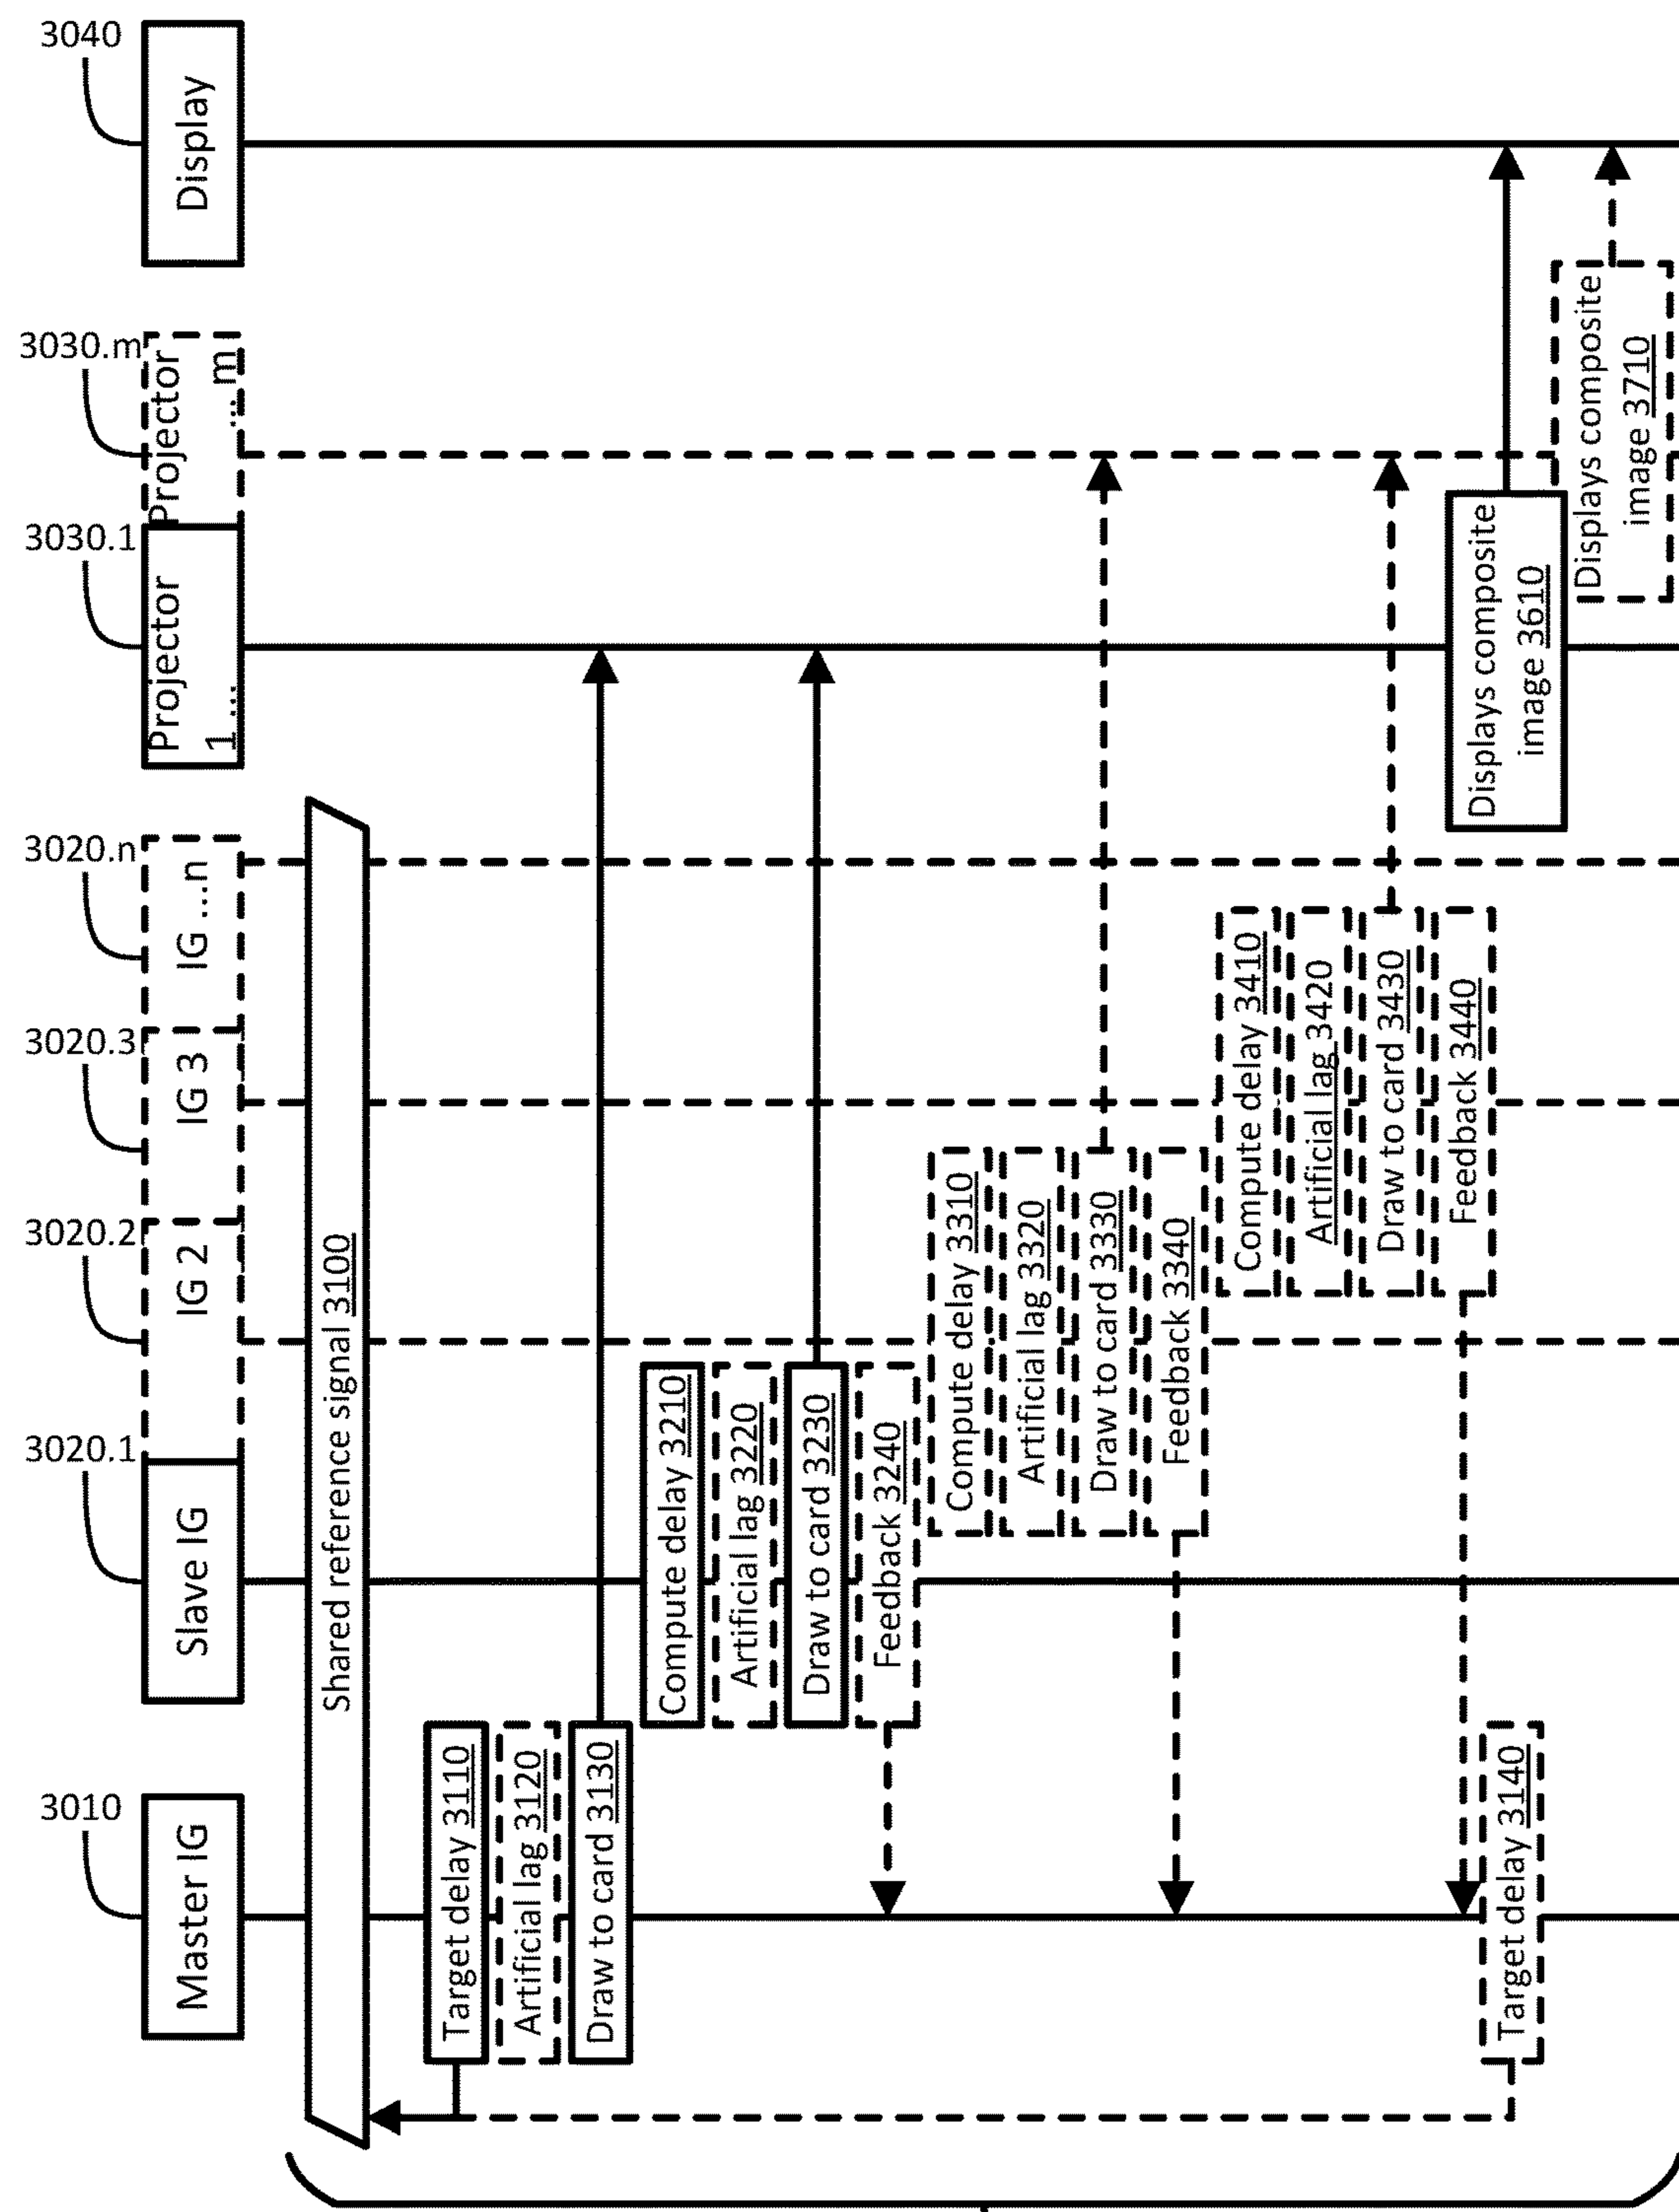 3010
Master IG
3020.1
Slave IG
3020.2
IG 2
3020.3
IG 3
3020.n
IG ...n
3030.1
Projector
1 ...
3030.m
Projector
... m
3040
Display
Shared reference signal 3100
Target delay 3110
Artificial lag 3120
Draw to card 3130
Compute delay 3210
Artificial lag 3220
Draw to card 3230
Feedback 3240
Compute delay 3310
Artificial lag 3320
Draw to card 3330
Feedback 3340
Compute delay 3410
Artificial lag 3420
Draw to card 3430
Feedback 3440
Target delay 3140
Displays composite
image 3610
Displays composite
image 3710